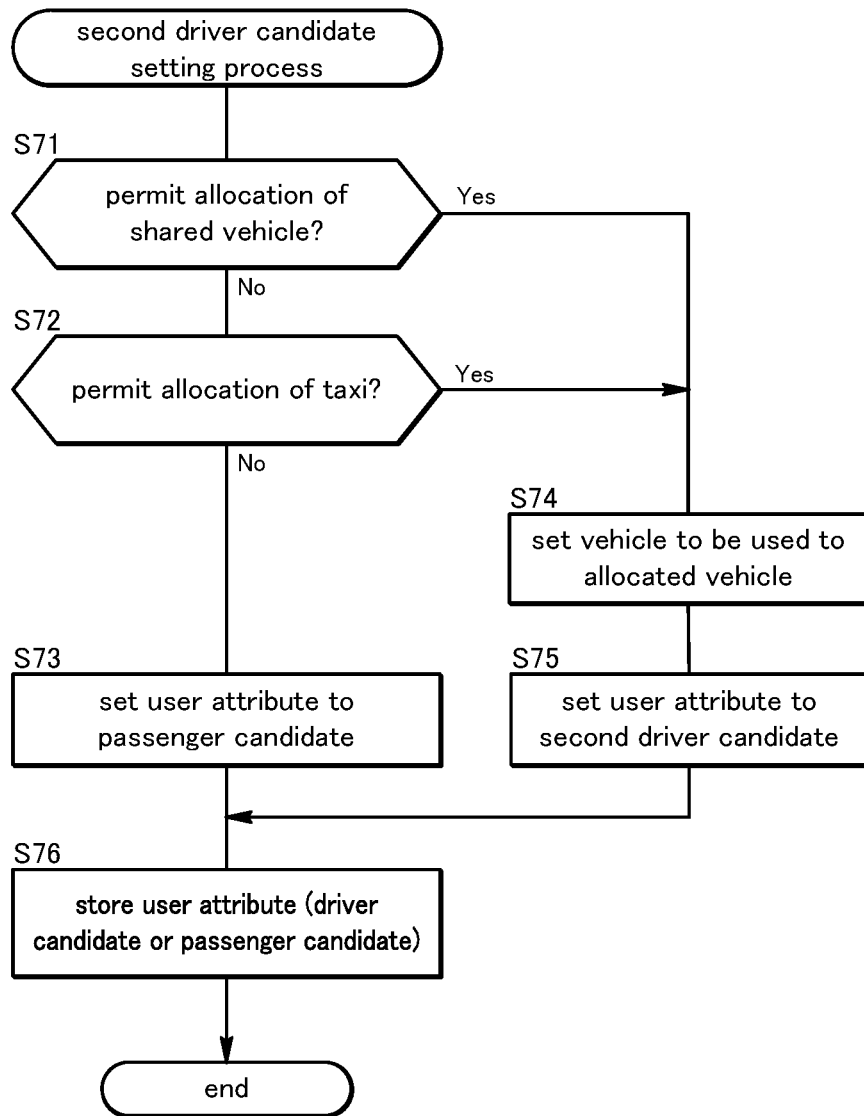 second driver candidate
setting process
S71
permit allocation of
shared vehicle?
Yes
No
S72
permit allocation of taxi?
Yes
No
S74
set vehicle to be used to
allocated vehicle
S73
set user attribute to
passenger candidate
S75
set user attribute to
second driver candidate
S76
store user attribute (driver
candidate or passenger candidate)
end